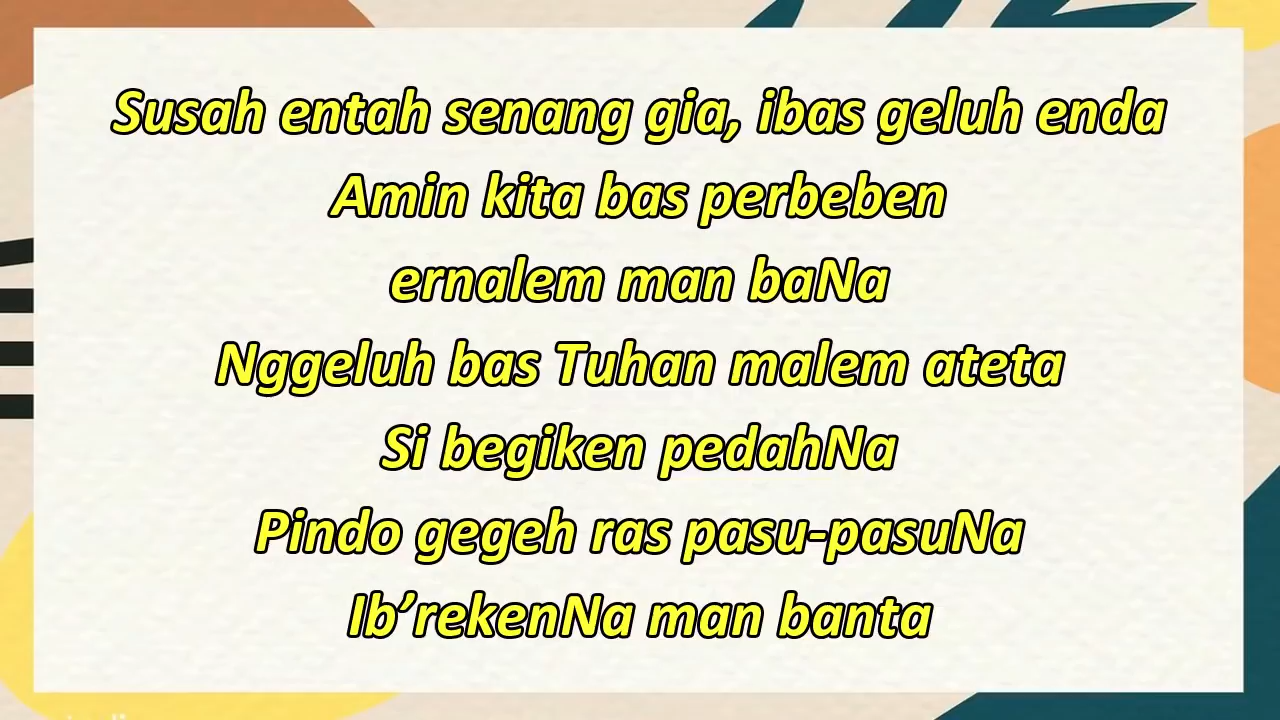 Susah entah senang gia, ibas geluh enda
Amin kita bas perbeben
ernalem man baNa
Nggeluh bas Tuhan malem ateta
Si begiken pedahNa
Pindo gegeh ras pasu-pasuNa
Ib’rekenNa man banta